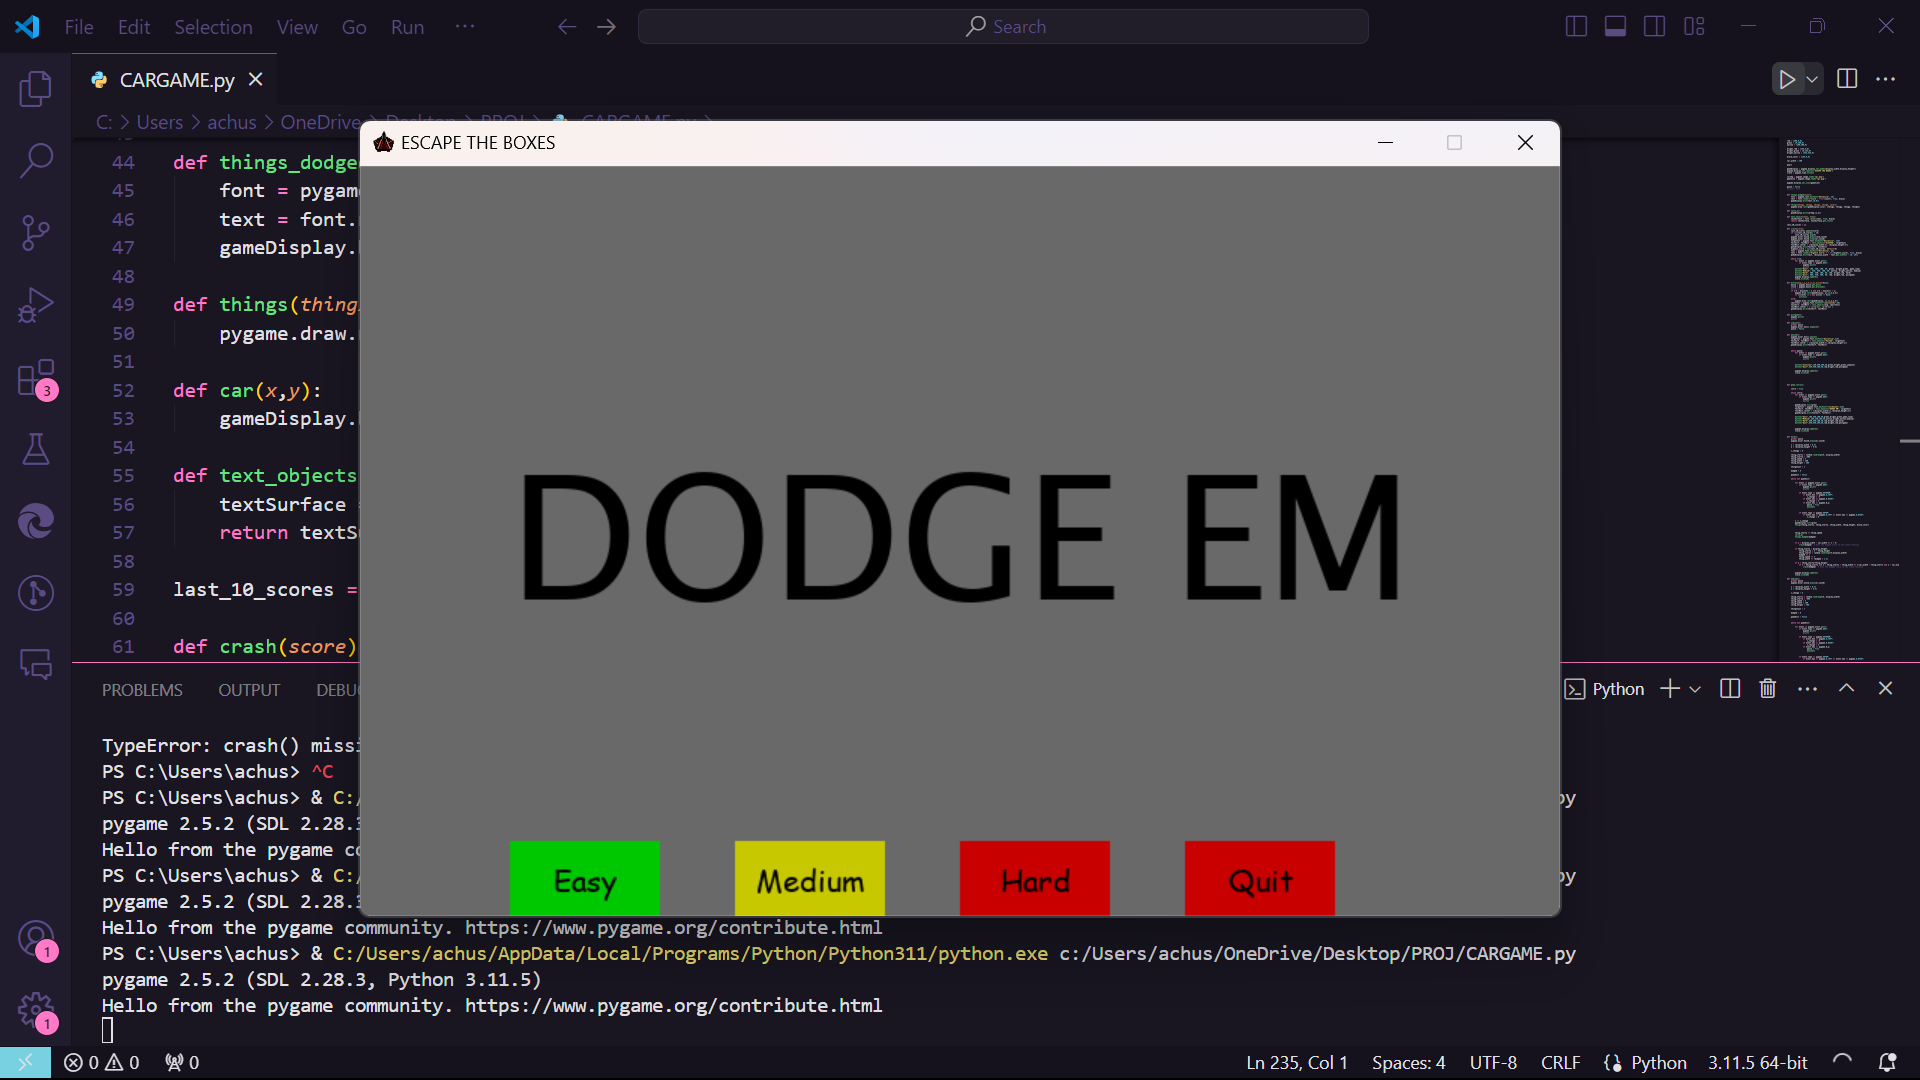 File Edit Selection View Go Run ··· Search
CARGAME.py
C: > Users > achus > OneDrive
ESCAPE THE BOXES
44 def things_dodge
45 font = pygam
46 text = font.
47 gameDisplay.
48
49 def things(thing
50 pygame.draw.
51
52 def car(x,y):
53 gameDisplay.
54
55 def text_objects
56 textSurface
57 return textS
58
59 last_10_scores =
60
61 def crash(score)
DODGE EM
Easy Medium Hard Quit
PROBLEMS OUTPUT DEBU
Python
TypeError: crash() missi
PS C:\Users\achus> ^C
PS C:\Users\achus> & C:/ py
pygame 2.5.2 (SDL 2.28.3
Hello from the pygame co
PS C:\Users\achus> & C:/ py
pygame 2.5.2 (SDL 2.28.3
Hello from the pygame community. https://www.pygame.org/contribute.html
PS C:\Users\achus> & C:/Users/achus/AppData/Local/Programs/Python/Python311/python.exe c:/Users/achus/OneDrive/Desktop/PROJ/CARGAME.py
pygame 2.5.2 (SDL 2.28.3, Python 3.11.5)
Hello from the pygame community. https://www.pygame.org/contribute.html
3
1
1
0 0 0 Ln 235, Col 1 Spaces: 4 UTF-8 CRLF Python 3.11.5 64-bit